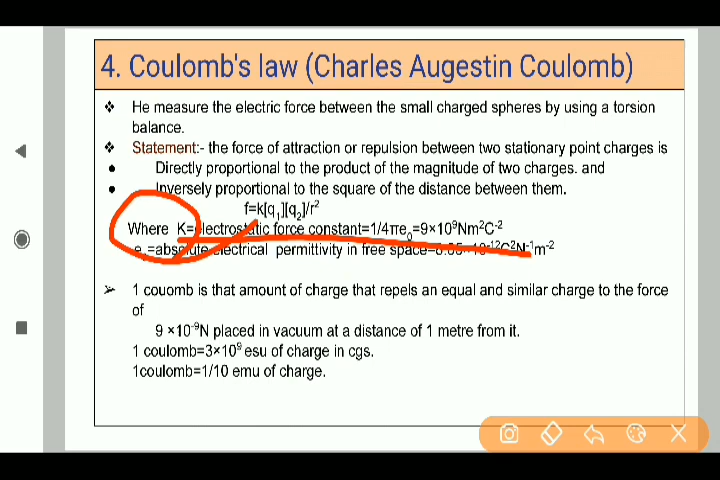 4. Coulomb's law (Charles Augestin Coulomb)
❖ He measure the electric force between the small charged spheres by using a torsion
balance.
❖ Statement:- the force of attraction or repulsion between two stationary point charges is
● Directly proportional to the product of the magnitude of two charges. and
● Inversely proportional to the square of the distance between them.
f=k[q₁][q₂]/r²
Where K=electrostatic force constant=1/4πe₀=9×10⁹Nm²C⁻²
=absolute electrical permittivity in free space= ⁻¹²C²N⁻¹m⁻²
➢ 1 couomb is that amount of charge that repels an equal and similar charge to the force
of
9 ×10⁻⁹N placed in vacuum at a distance of 1 metre from it.
1 coulomb=3×10⁹ esu of charge in cgs.
1coulomb=1/10 emu of charge.